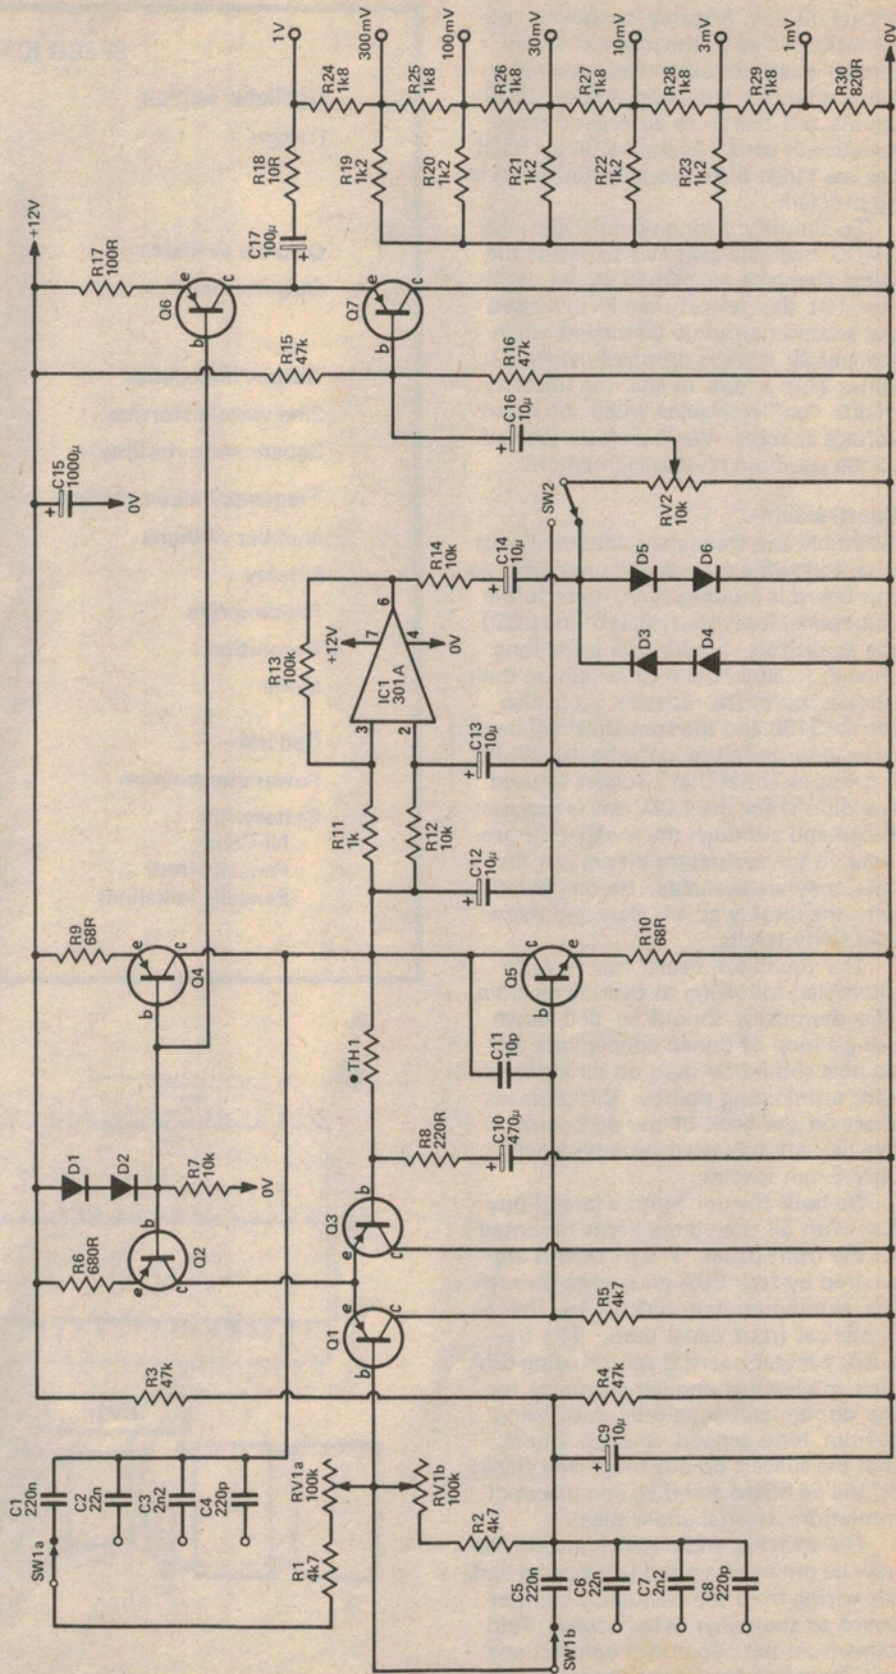 SW1a
C1
220n
C2
22n
C3
2n2
C4
220p
R1
4k7
RV1a
100k
RV1b
100k
R2
4k7
SW1b
C5
220n
C6
22n
C7
2n2
C8
220p
R3
47k
R4
47k
+
C9
10µ
R6
680R
D1
D2
R7
10k
0V
e
b
c
Q2
Q1
b
e
c
Q3
e
b
c
R5
4k7
R8
220R
+
C10
470µ
TH1
C11
10p
R9
68R
e
b
c
Q4
b
c
e
Q5
R10
68R
R11
1k
R12
10k
+
C12
10µ
+
C13
10µ
R13
100k
+12V
3
2
7
6
4
IC1
301A
0V
R14
10k
+
C14
10µ
D3
D4
D5
D6
SW2
RV2
10k
+
C15
1000µ
0V
R15
47k
R16
47k
+
C16
10µ
+12V
R17
100R
Q6
e
b
c
Q7
e
b
c
C17
100µ
+
R18
10R
R19
1k2
R20
1k2
R21
1k2
R22
1k2
R23
1k2
1V
R24
1k8
300mV
R25
1k8
100mV
R26
1k8
30mV
R27
1k8
10mV
R28
1k8
3mV
R29
1k8
1mV
R30
820R
0V